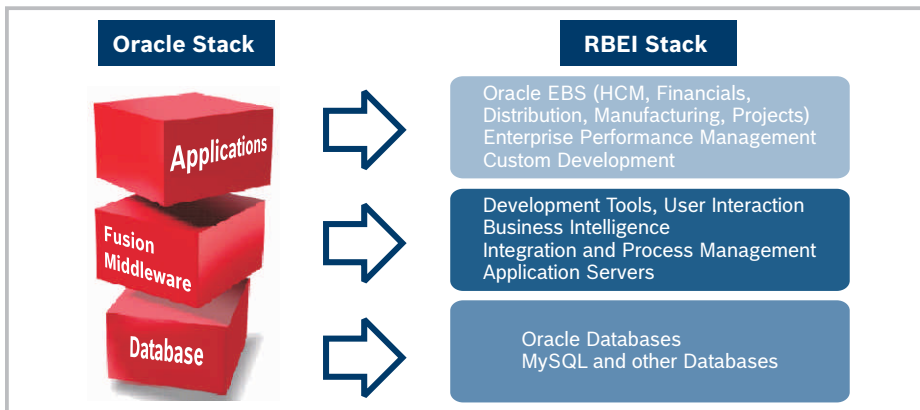 Oracle Stack
RBEI Stack
Applications
Oracle EBS (HCM, Financials,
Distribution, Manufacturing, Projects)
Enterprise Performance Management
Custom Development
Fusion
Middleware
Development Tools, User Interaction
Business Intelligence
Integration and Process Management
Application Servers
Database
Oracle Databases
MySQL and other Databases